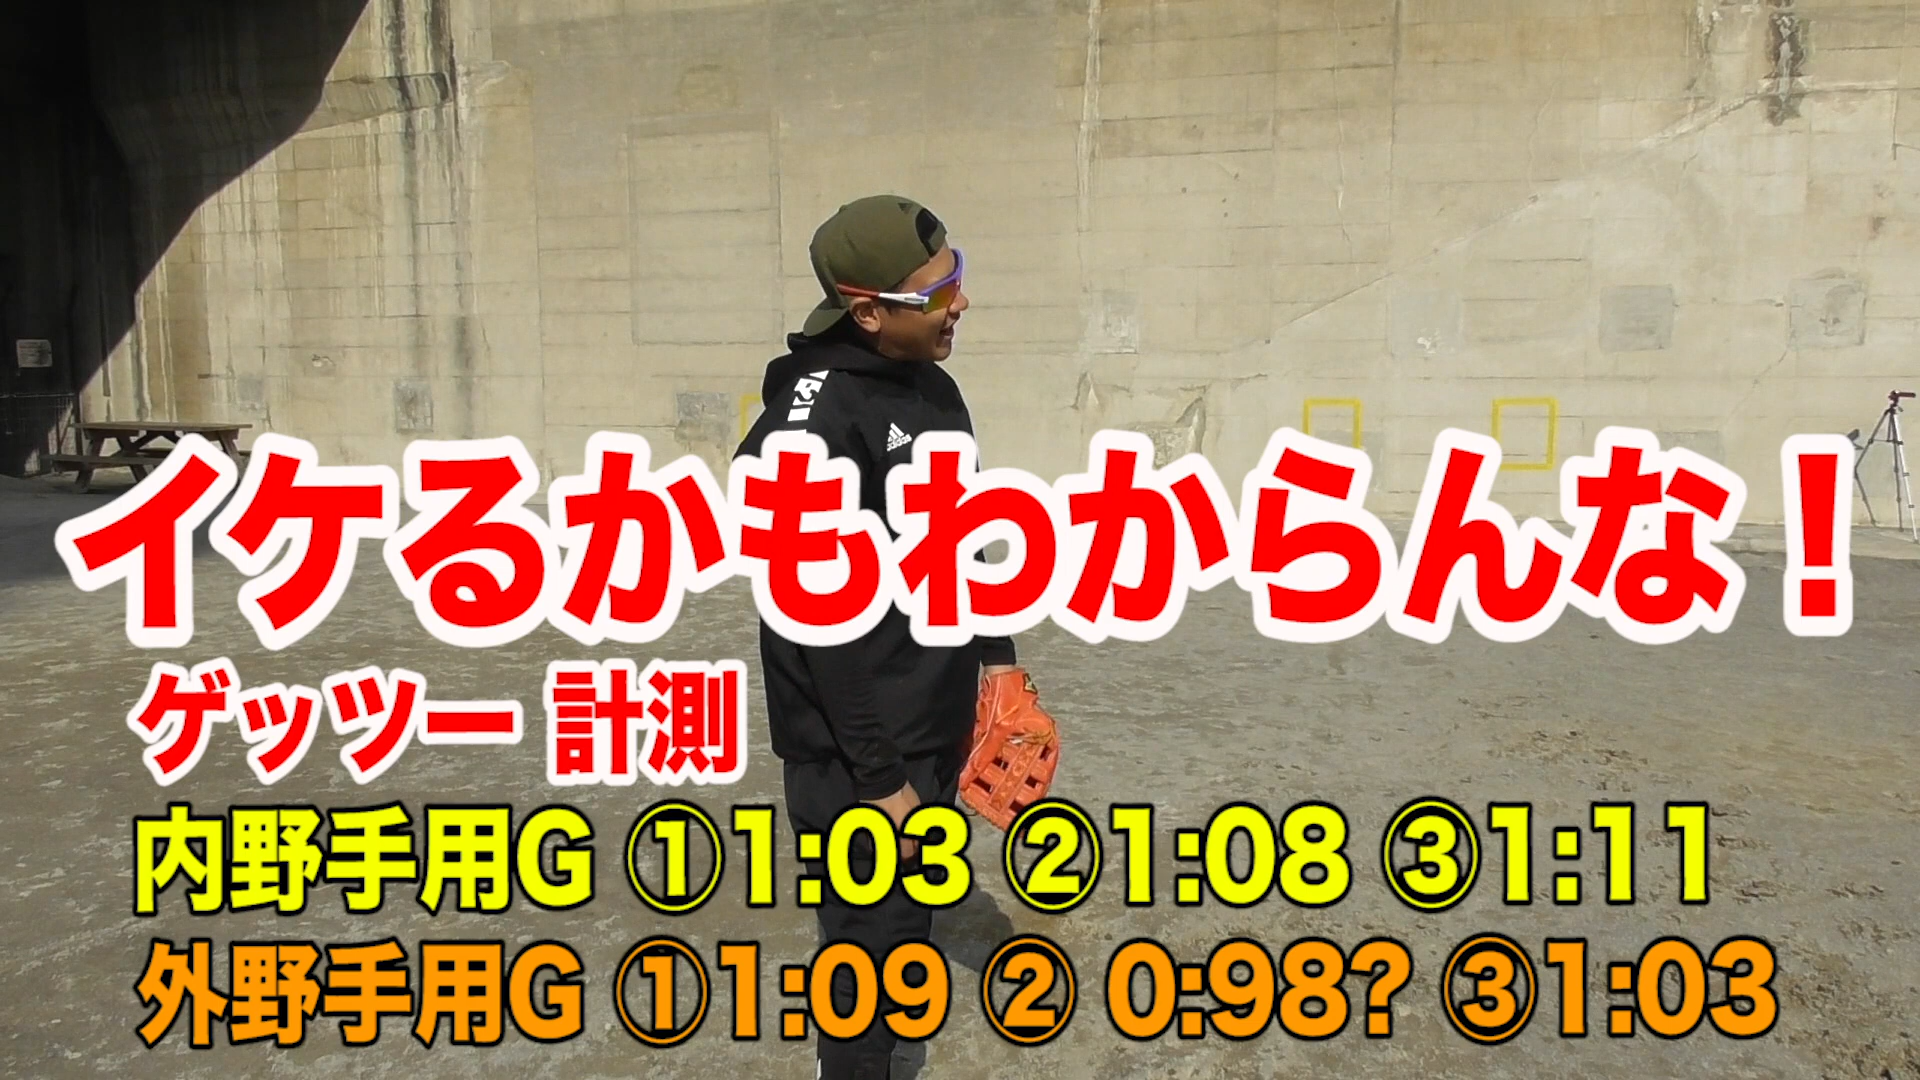 adidas
イケるかもわからんな！
ゲッツー 計測
内野手用G ①1:03 ②1:08 ③1:11
外野手用G ①1:09 ② 0:98? ③1:03